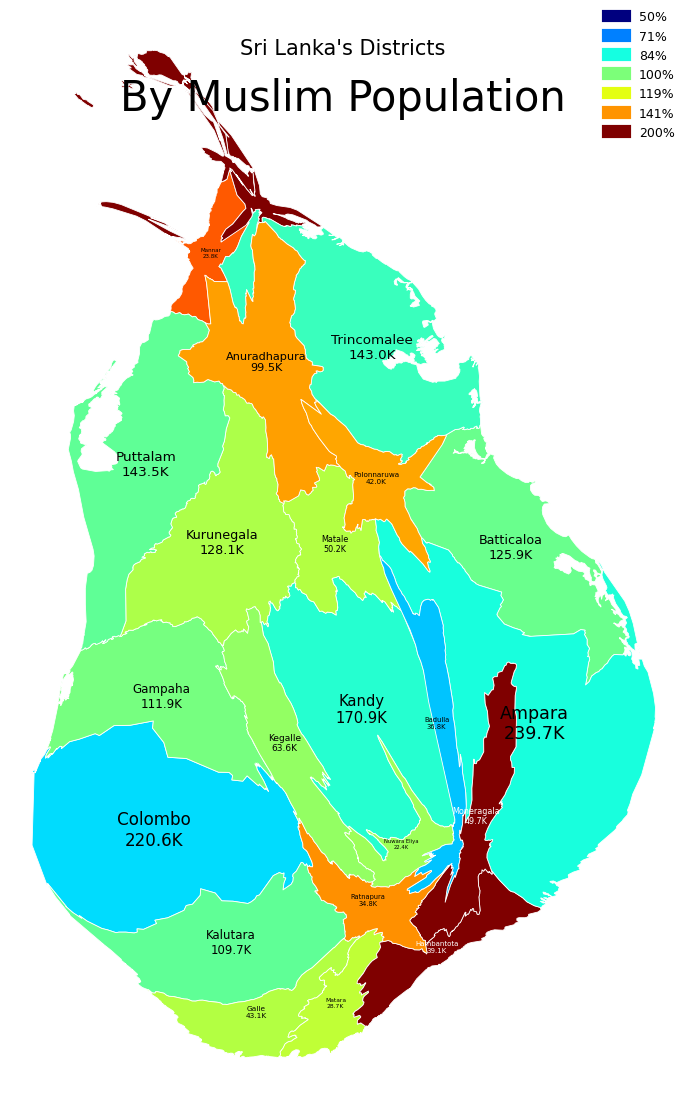 50%
71%
84%
100%
119%
141%
200%
Sri Lanka's Districts
By Muslim Population
Mannar
23.8K
Trincomalee
143.0K
Anuradhapura
99.5K
Puttalam
143.5K
Polonnaruwa
42.0K
Kurunegala
128.1K
Matale
50.2K
Batticaloa
125.9K
Gampaha
111.9K
Kandy
170.9K
Ampara
239.7K
Badulla
36.8K
Kegalle
63.6K
Colombo
220.6K
Moneragala
49.7K
Nuwara Eliya
22.4K
Ratnapura
34.8K
Kalutara
109.7K
Hambantota
39.1K
Galle
43.1K
Matara
28.7K